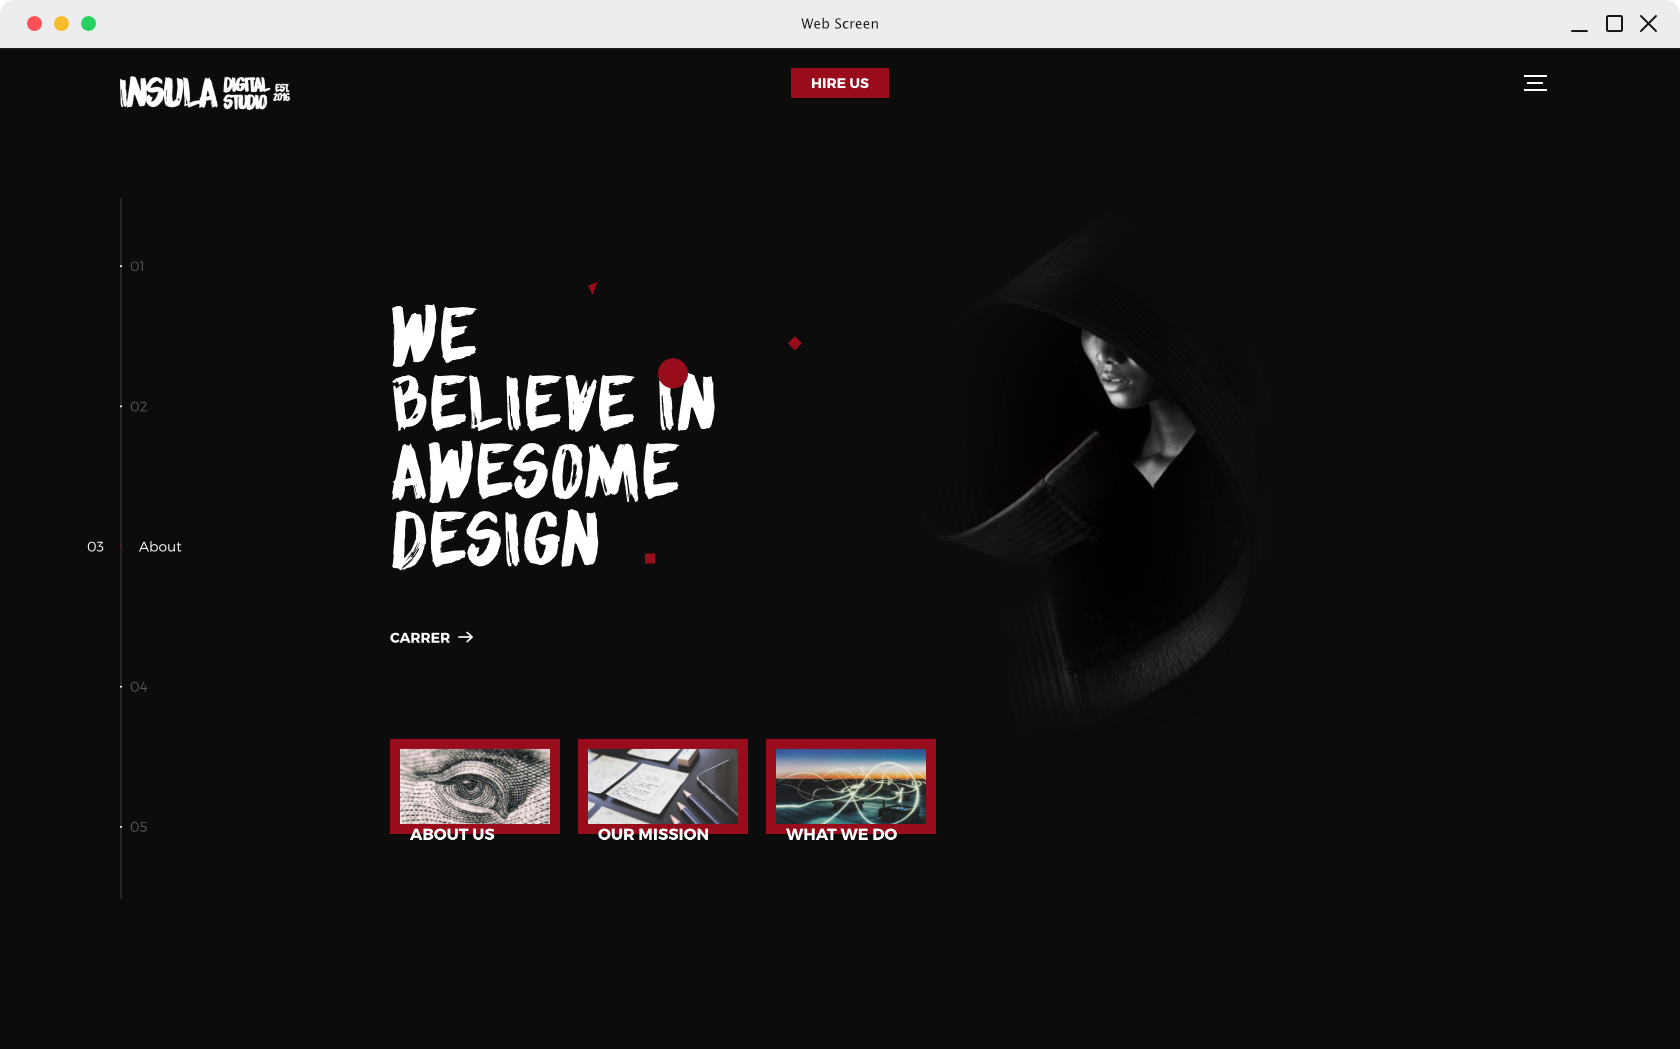 Web Screen
INSULA DIGITAL STUDIO EST. 2016
HIRE US
01
02
03 About
04
05
WE
BELIEVE IN
AWESOME
DESIGN
CARRER
ABOUT US
OUR MISSION
WHAT WE DO